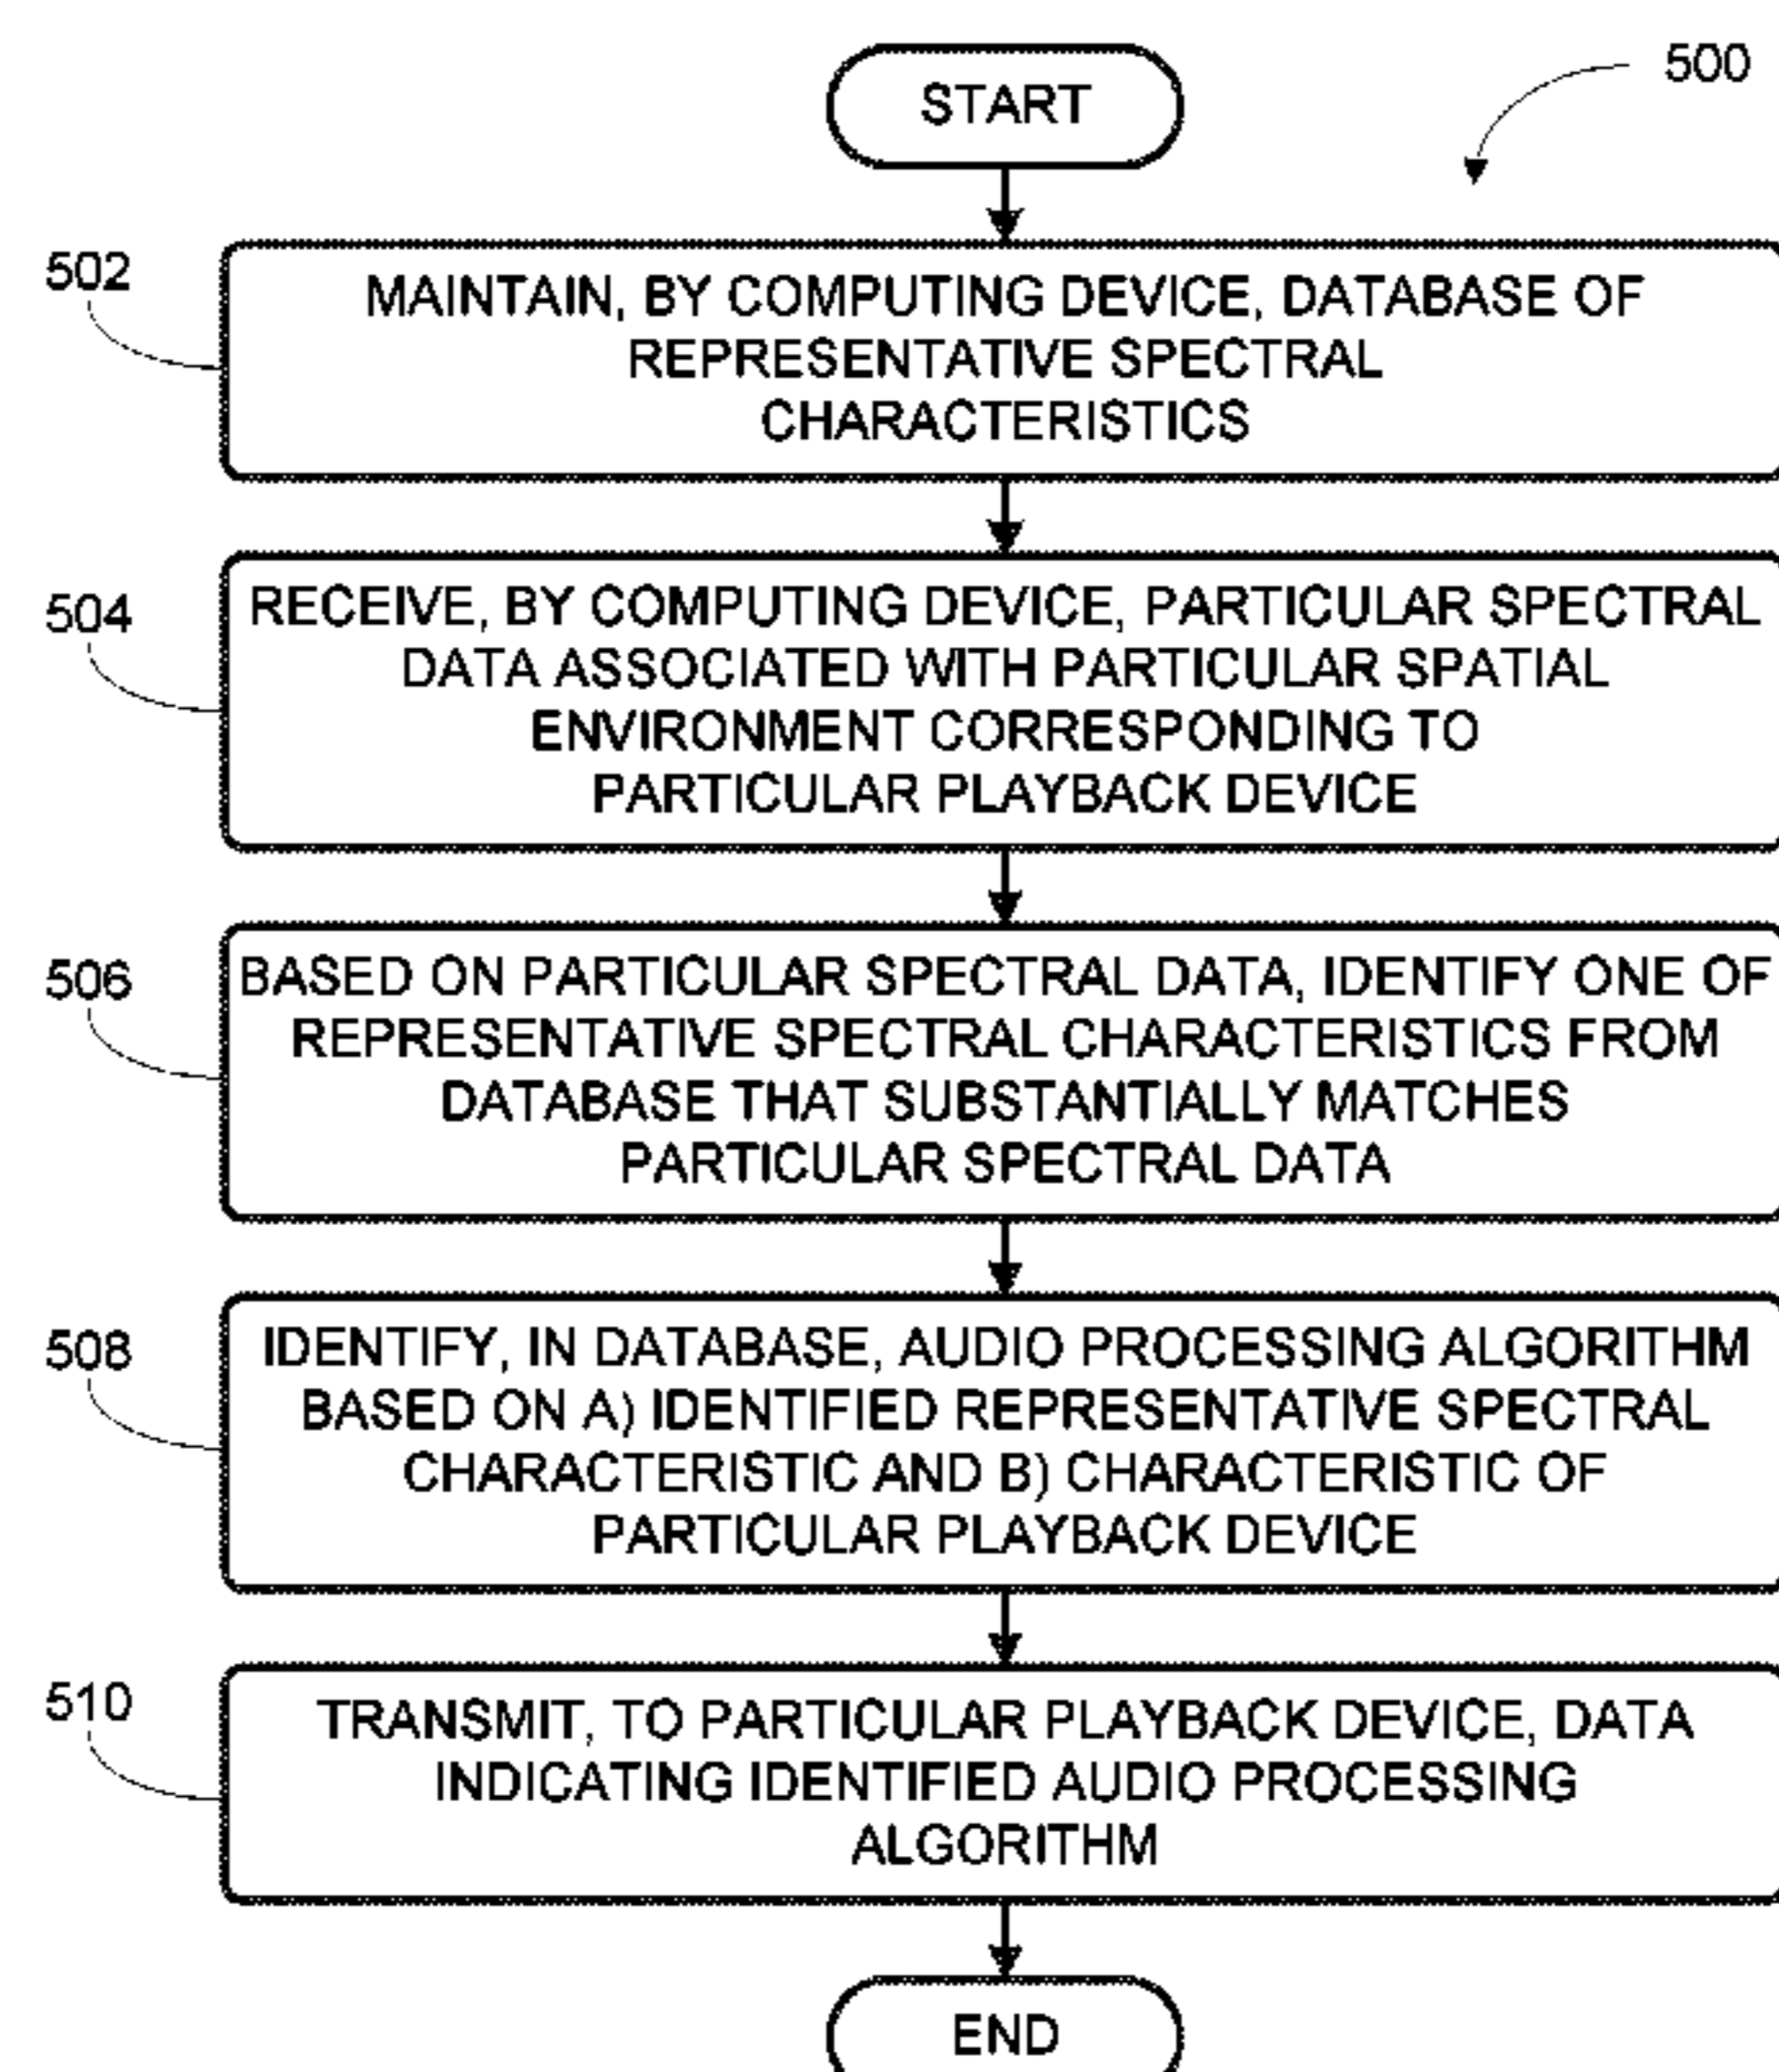 START
500
502
MAINTAIN, BY COMPUTING DEVICE, DATABASE OF
REPRESENTATIVE SPECTRAL
CHARACTERISTICS
504
RECEIVE, BY COMPUTING DEVICE, PARTICULAR SPECTRAL
DATA ASSOCIATED WITH PARTICULAR SPATIAL
ENVIRONMENT CORRESPONDING TO
PARTICULAR PLAYBACK DEVICE
506
BASED ON PARTICULAR SPECTRAL DATA, IDENTIFY ONE OF
REPRESENTATIVE SPECTRAL CHARACTERISTICS FROM
DATABASE THAT SUBSTANTIALLY MATCHES
PARTICULAR SPECTRAL DATA
508
IDENTIFY, IN DATABASE, AUDIO PROCESSING ALGORITHM
BASED ON A) IDENTIFIED REPRESENTATIVE SPECTRAL
CHARACTERISTIC AND B) CHARACTERISTIC OF
PARTICULAR PLAYBACK DEVICE
510
TRANSMIT, TO PARTICULAR PLAYBACK DEVICE, DATA
INDICATING IDENTIFIED AUDIO PROCESSING
ALGORITHM
END